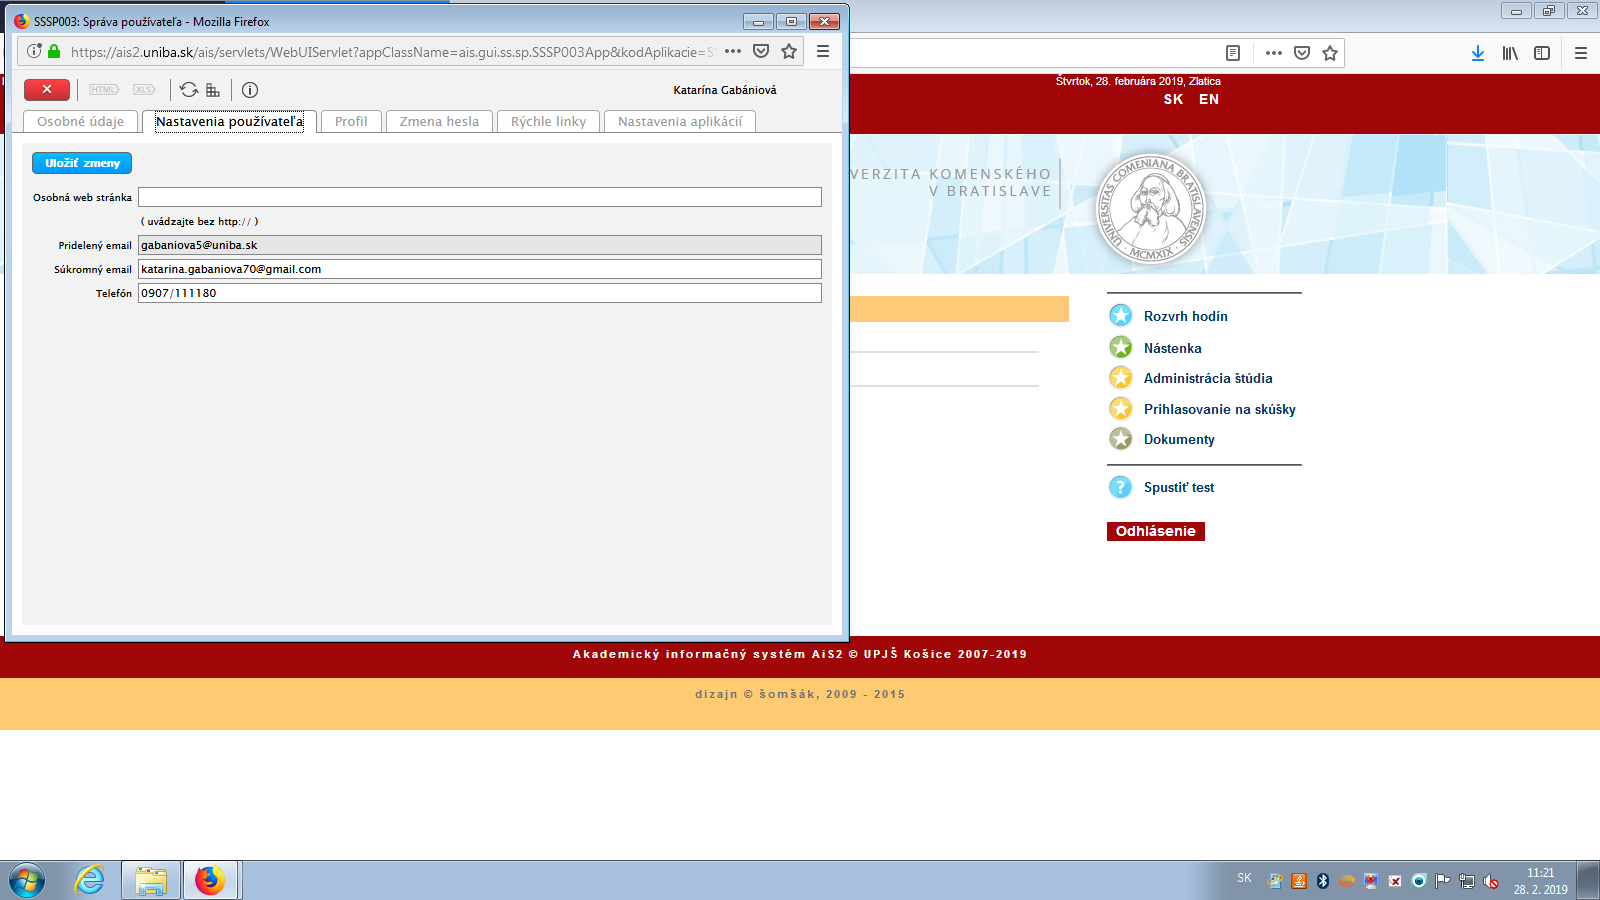 SSSP003: Správa používateľa - Mozilla Firefox
https://ais2.uniba.sk/ais/servlets/WebUIServlet?appClassName=ais.gui.ss.sp.SSSP003App&kodAplikacie=S
HTML
XLS
Katarína Gabániová
Osobné údaje
Nastavenia používateľa
Profil
Zmena hesla
Rýchle linky
Nastavenia aplikácií
Uložiť zmeny
Osobná web stránka
( uvádzajte bez http:// )
Pridelený email gabaniova5@uniba.sk
Súkromný email katarina.gabaniova70@gmail.com
Telefón 0907/111180
Štvrtok, 28. februára 2019, Zlatica
SK EN
VERZITA KOMENSKÉHO
V BRATISLAVE
UNIVERSITAS COMENIANA BRATISLAVENSIS
MCMXIX
Rozvrh hodín
Nástenka
Administrácia štúdia
Prihlasovanie na skúšky
Dokumenty
Spustiť test
Odhlásenie
Akademický informačný systém AiS2 © UPJŠ Košice 2007-2019
dizajn © šomšák, 2009 - 2015
SK
11:21
28. 2. 2019